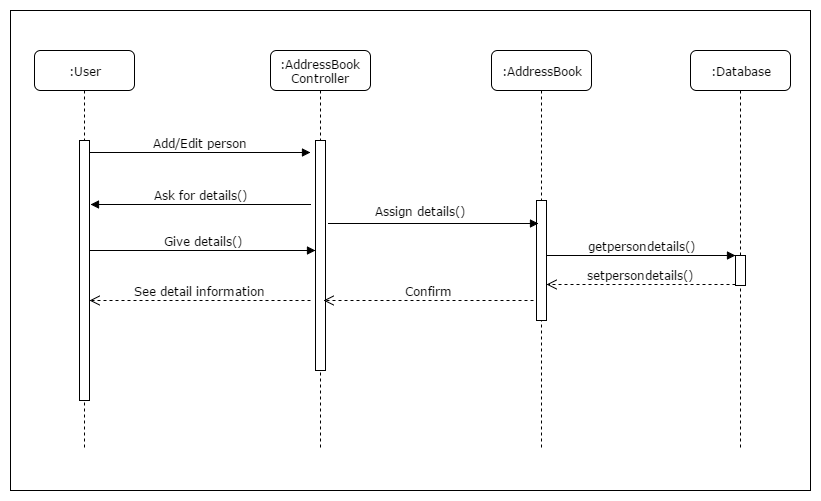 :User
:AddressBook
Controller
:AddressBook
:Database
Add/Edit person
Ask for details()
Assign details()
Give details()
getpersondetails()
setpersondetails()
See detail information
Confirm